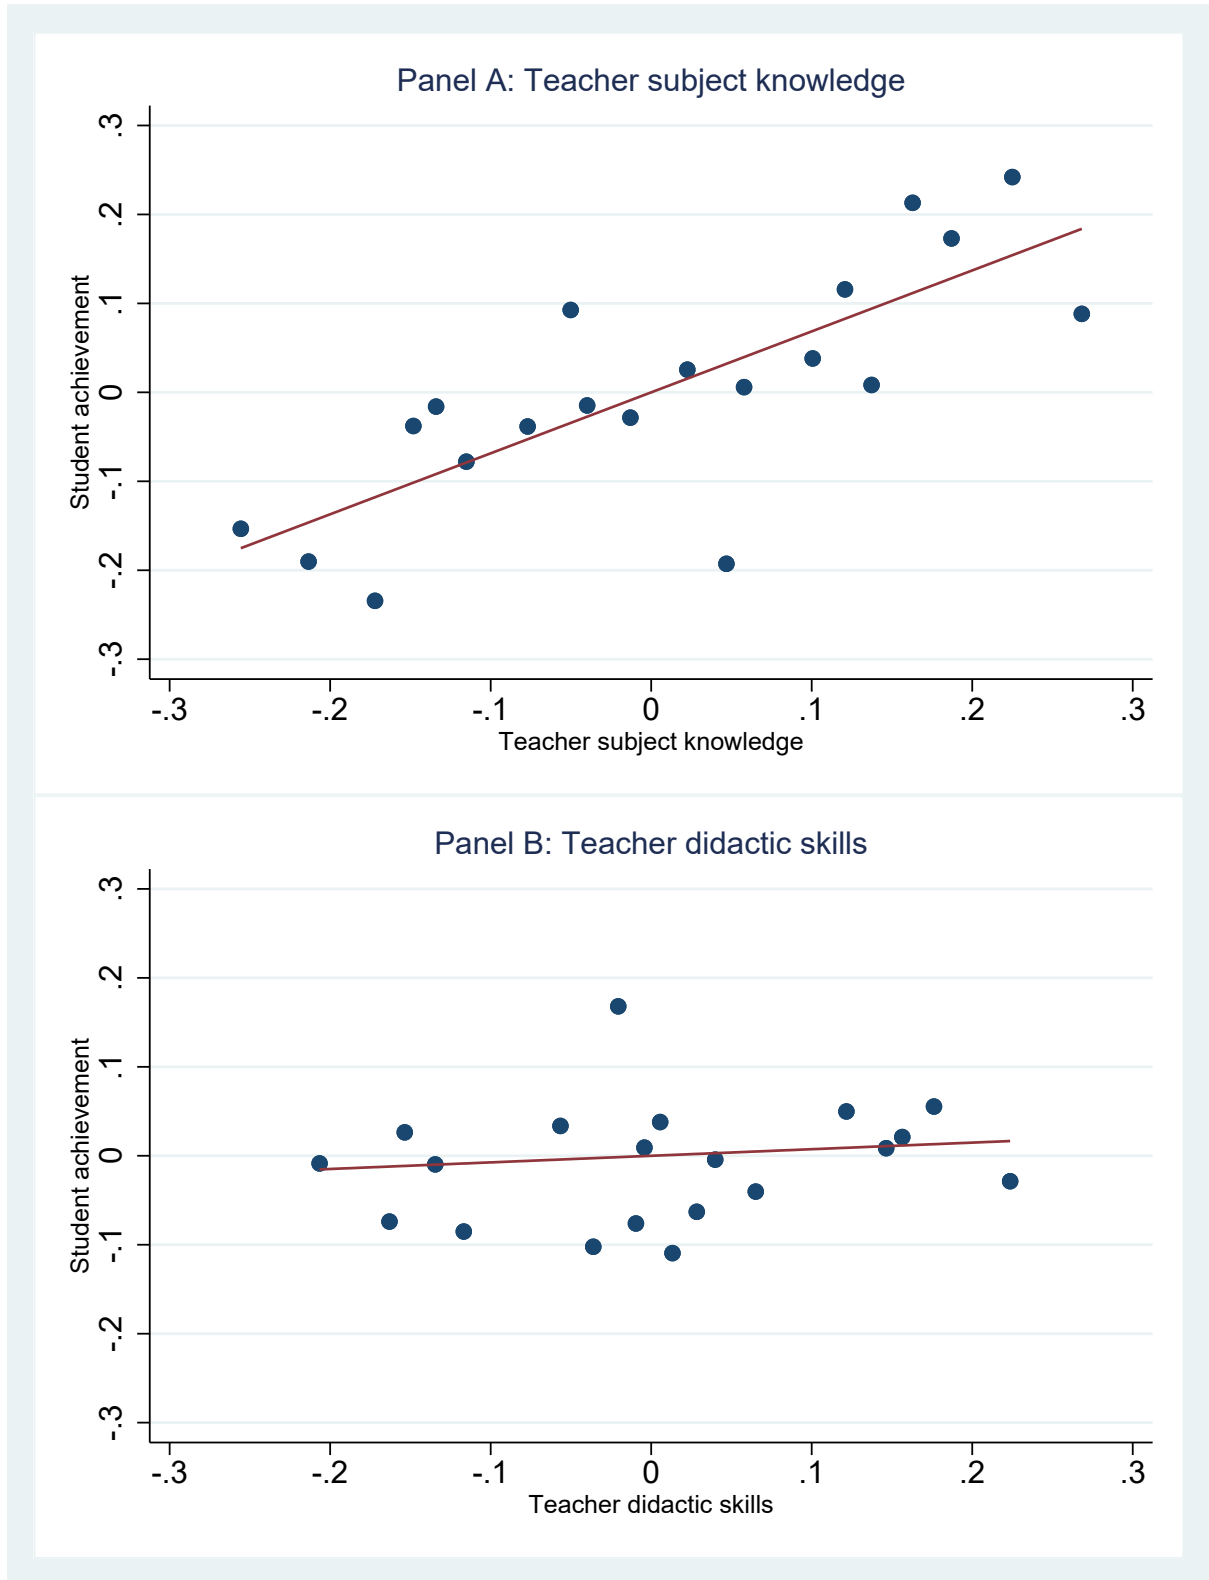 Panel A: Teacher subject knowledge
Student achievement
.3
.2
.1
0
-.1
-.2
-.3
-.3 -.2 -.1 0 .1 .2 .3
Teacher subject knowledge
Panel B: Teacher didactic skills
Student achievement
.3
.2
.1
0
-.1
-.2
-.3
-.3 -.2 -.1 0 .1 .2 .3
Teacher didactic skills